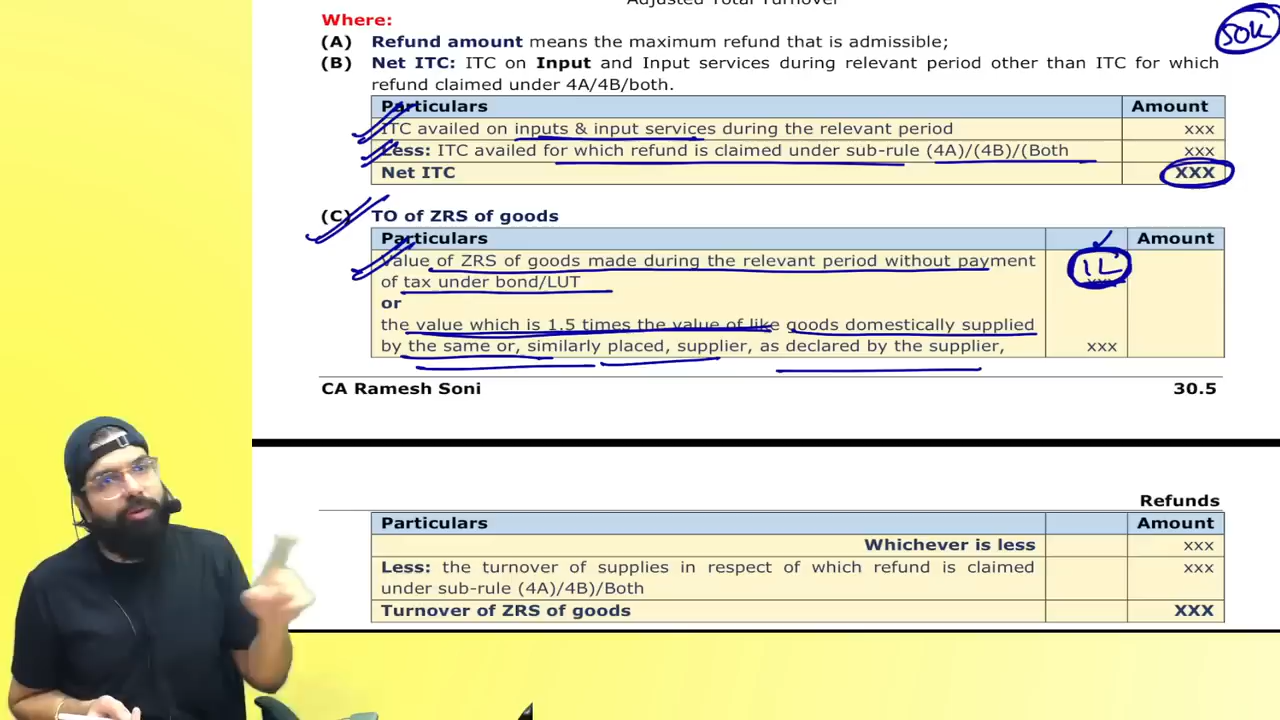 Adjusted Total Turnover
Where:
50K
(A) Refund amount means the maximum refund that is admissible;
(B) Net ITC: ITC on Input and Input services during relevant period other than ITC for which
refund claimed under 4A/4B/both.
Particulars Amount
ITC availed on inputs & input services during the relevant period xxx
Less: ITC availed for which refund is claimed under sub-rule (4A)/(4B)/(Both xxx
Net ITC XXX
(C) TO of ZRS of goods
Particulars Amount
Value of ZRS of goods made during the relevant period without payment 1L
of tax under bond/LUT xxx
or
the value which is 1.5 times the value of like goods domestically supplied
by the same or, similarly placed, supplier, as declared by the supplier, xxx
CA Ramesh Soni 30.5
Refunds
Particulars Amount
Whichever is less xxx
Less: the turnover of supplies in respect of which refund is claimed xxx
under sub-rule (4A)/4B)/Both
Turnover of ZRS of goods XXX